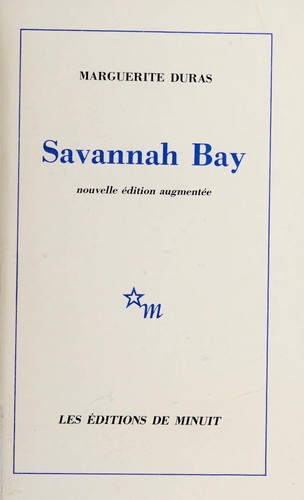 MARGUERITE DURAS
Savannah Bay
nouvelle édition augmentée
m
LES ÉDITIONS DE MINUIT